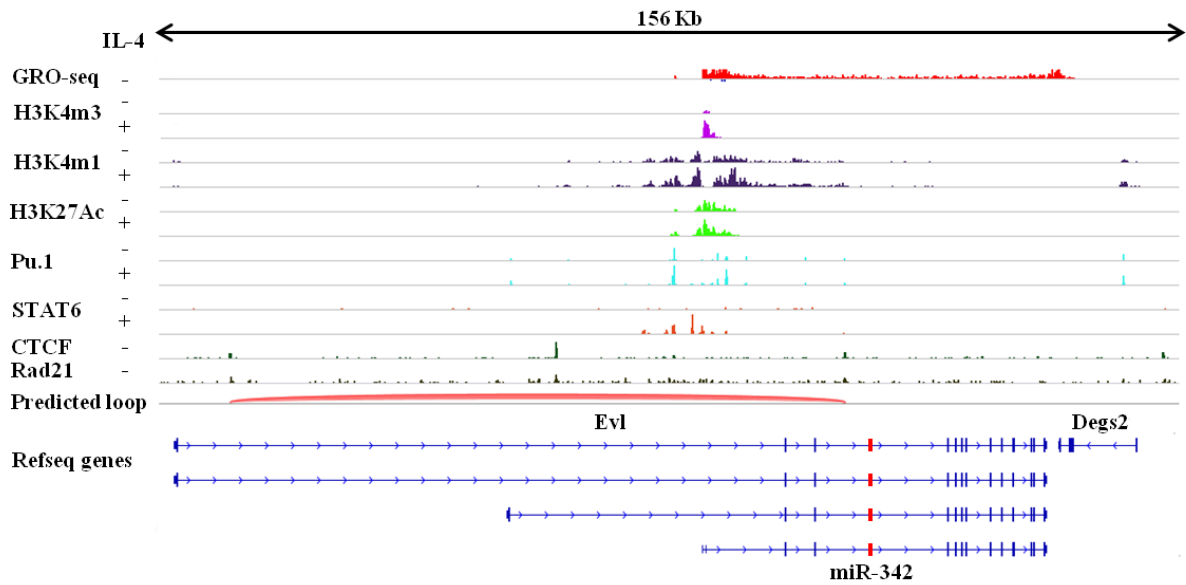 156 Kb
IL-4
GRO-seq -
H3K4m3 -
+
H3K4m1 -
+
H3K27Ac -
+
Pu.1 -
+
STAT6 -
+
CTCF -
Rad21 -
Predicted loop
Evl Degs2
Refseq genes
miR-342